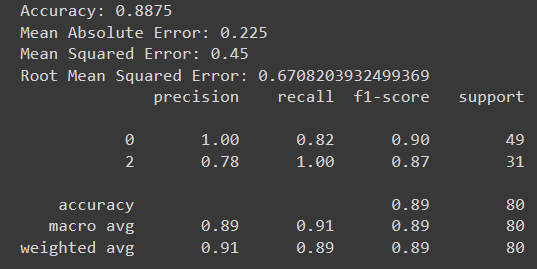 Accuracy: 0.8875
Mean Absolute Error: 0.225
Mean Squared Error: 0.45
Root Mean Squared Error: 0.6708203932499369
precision recall f1-score support
0 1.00 0.82 0.90 49
2 0.78 1.00 0.87 31
accuracy 0.89 80
macro avg 0.89 0.91 0.89 80
weighted avg 0.91 0.89 0.89 80